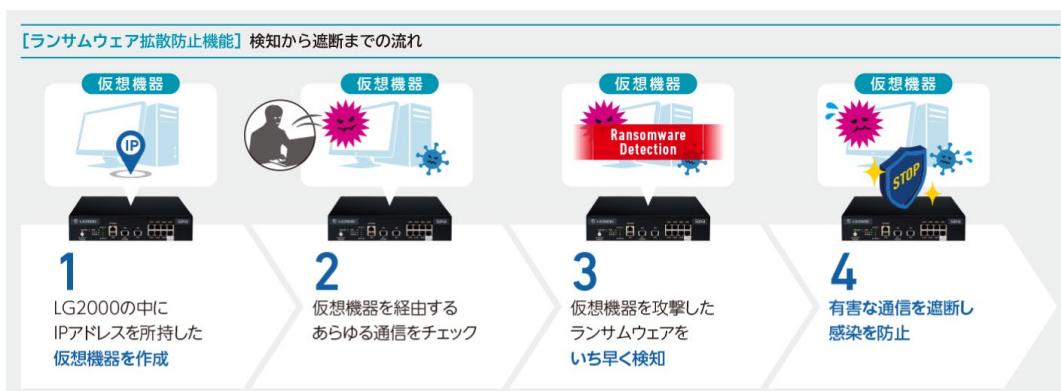 [ランサムウェア拡散防止機能] 検知から遮断までの流れ
仮想機器
IP
1
LG2000の中に
IPアドレスを所持した
仮想機器を作成
仮想機器
2
仮想機器を経由する
あらゆる通信をチェック
仮想機器
Ransomware
Detection
3
仮想機器を攻撃した
ランサムウェアを
いち早く検知
仮想機器
STOP
4
有害な通信を遮断し
感染を防止